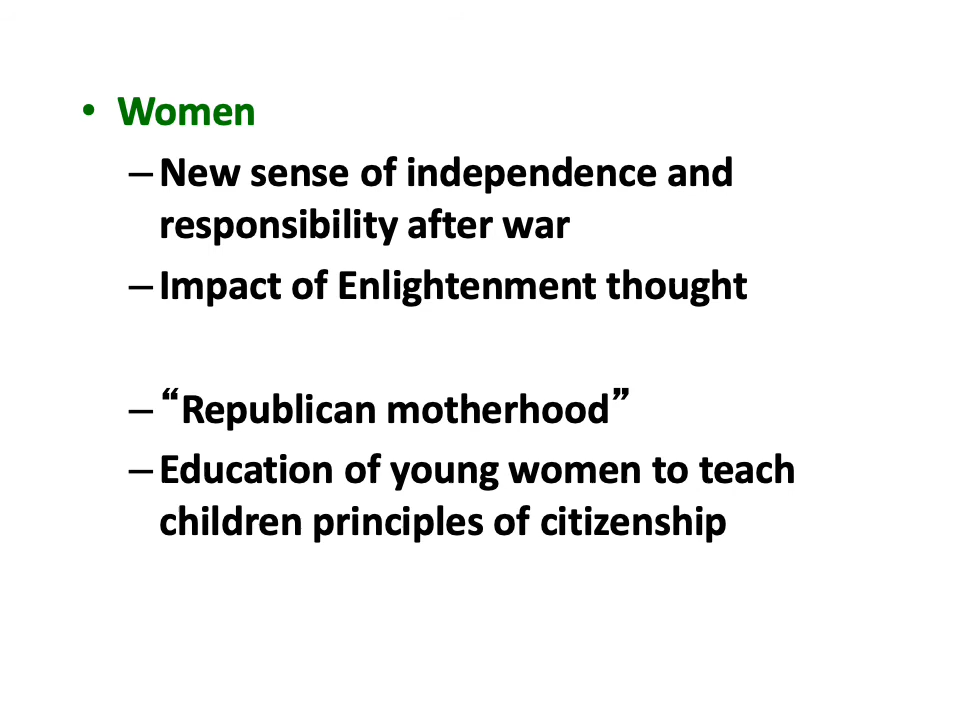 • Women
– New sense of independence and
responsibility after war
– Impact of Enlightenment thought
– “Republican motherhood”
– Education of young women to teach
children principles of citizenship